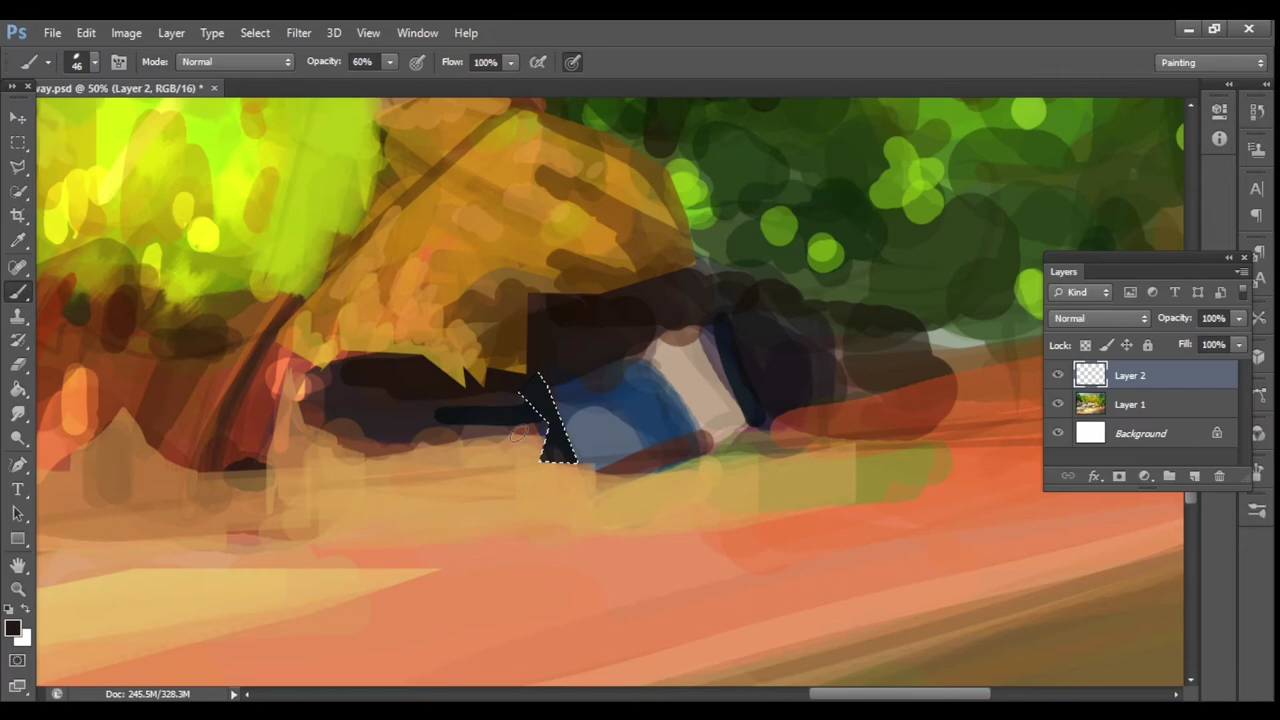 Ps File Edit Image Layer Type Select Filter 3D View Window Help
46 Mode: Normal Opacity: 60% Flow: 100% Painting
way.psd @ 50% (Layer 2, RGB/16) *
Layers
Kind
Normal Opacity: 100%
Lock: Fill: 100%
Layer 2
Layer 1
Background
Doc: 245.5M/328.3M